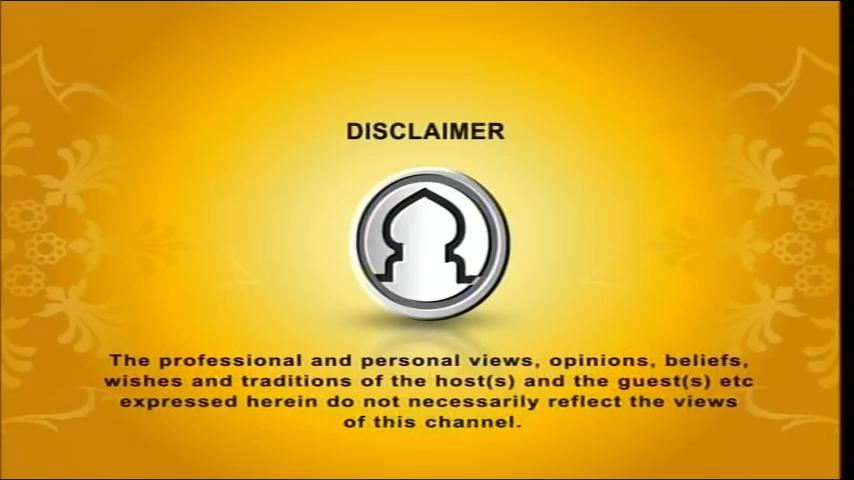 DISCLAIMER
The professional and personal views, opinions, beliefs,
wishes and traditions of the host(s) and the guest(s) etc
expressed herein do not necessarily reflect the views
of this channel.